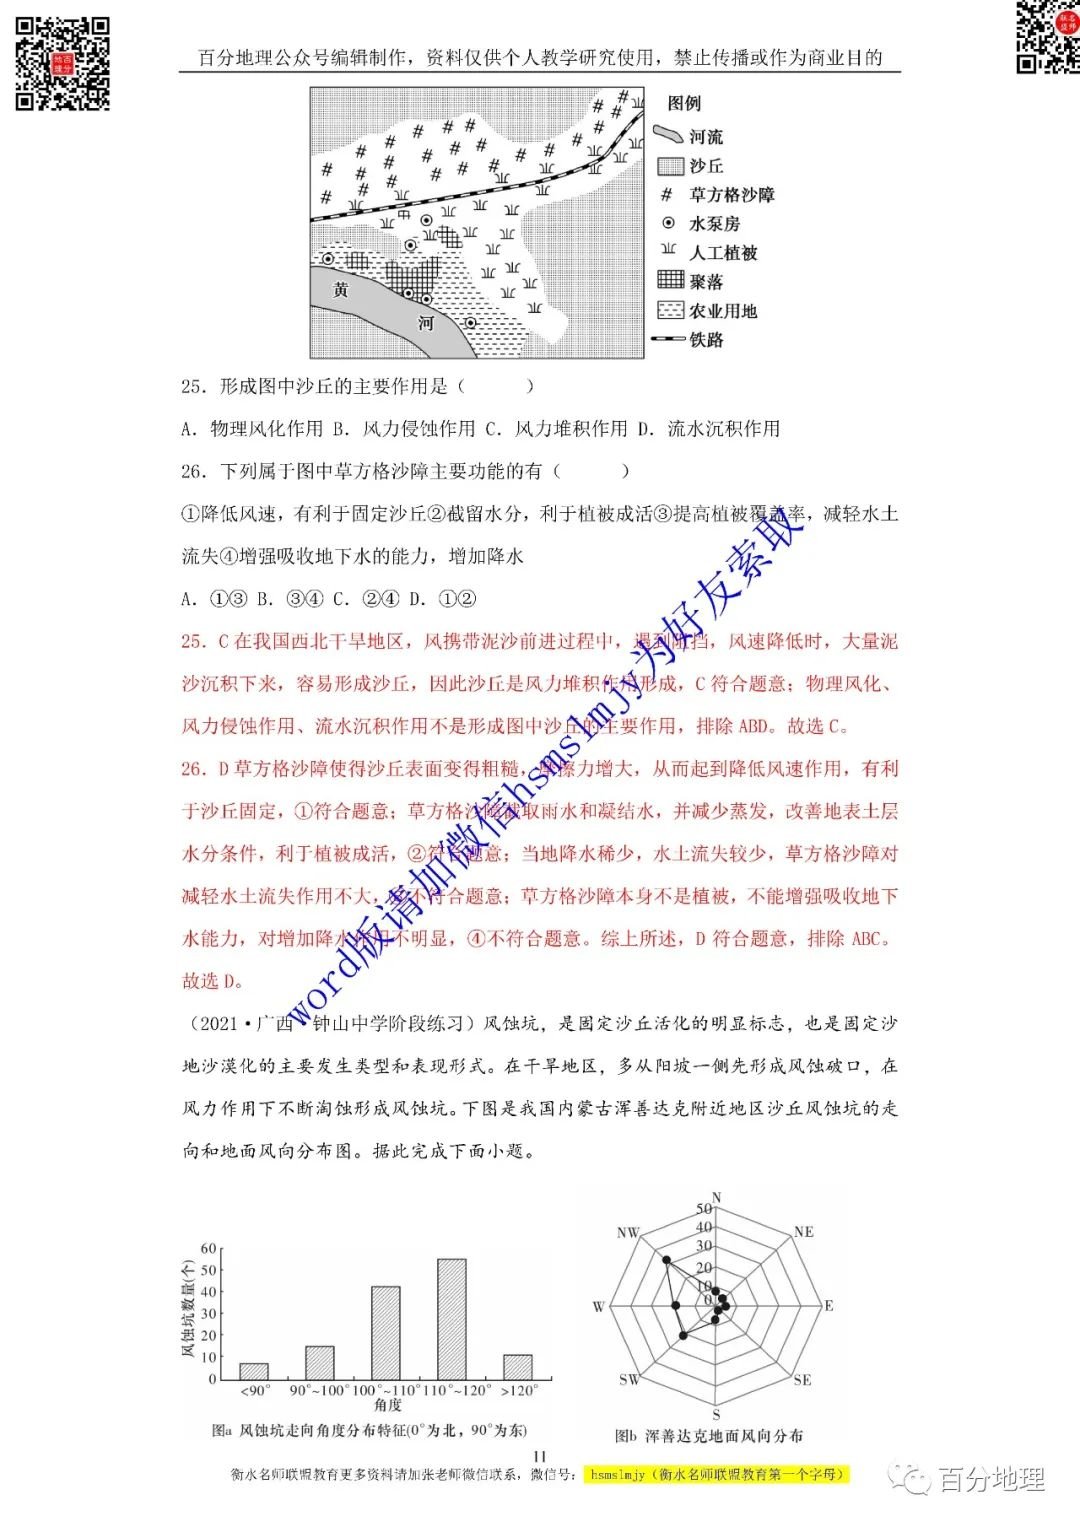 百分地理公众号编辑制作，资料仅供个人教学研究使用，禁止传播或作为商业目的
图例
河流
沙丘
草方格沙障
水泵房
人工植被
聚落
农业用地
铁路
黄
河
25．形成图中沙丘的主要作用是（　　）
A．物理风化作用 B．风力侵蚀作用 C．风力堆积作用 D．流水沉积作用
26．下列属于图中草方格沙障主要功能的有（　　）
①降低风速，有利于固定沙丘②截留水分，利于植被成活③提高植被覆盖率，减轻水土
流失④增强吸收地下水的能力，增加降水
A．①③ B．③④ C．②④ D．①②
25．C 在我国西北干旱地区，风携带泥沙前进过程中，遇到阻挡，风速降低时，大量泥
沙沉积下来，容易形成沙丘，因此沙丘是风力堆积作用形成，C 符合题意；物理风化、
风力侵蚀作用、流水沉积作用不是形成图中沙丘的主要作用，排除 ABD。故选 C。
26．D 草方格沙障使得沙丘表面变得粗糙，摩擦力增大，从而起到降低风速作用，有利
于沙丘固定，①符合题意；草方格沙障截取雨水和凝结水，并减少蒸发，改善地表土层
水分条件，利于植被成活，②符合题意；当地降水稀少，水土流失较少，草方格沙障对
减轻水土流失作用不大，③不符合题意；草方格沙障本身不是植被，不能增强吸收地下
水能力，对增加降水作用不明显，④不符合题意。综上所述，D 符合题意，排除 ABC。
故选 D。
word版请加微信hsmslmjy为好友索取
（2021·广西·钟山中学阶段练习）风蚀坑，是固定沙丘活化的明显标志，也是固定沙
地沙漠化的主要发生类型和表现形式。在干旱地区，多从阳坡一侧先形成风蚀破口，在
风力作用下不断淘蚀形成风蚀坑。下图是我国内蒙古浑善达克附近地区沙丘风蚀坑的走
向和地面风向分布图。据此完成下面小题。
风蚀坑数量(个)
60
50
40
30
20
10
0
<90° 90°~100° 100°~110° 110°~120° >120°
角度
图a 风蚀坑走向角度分布特征(0°为北，90°为东)
N
NE
E
SE
S
SW
W
NW
50
40
30
20
10
0
图b 浑善达克地面风向分布
11
衡水名师联盟教育更多资料请加张老师微信联系，微信号： hsmslmjy（衡水名师联盟教育第一个字母）
百分地理